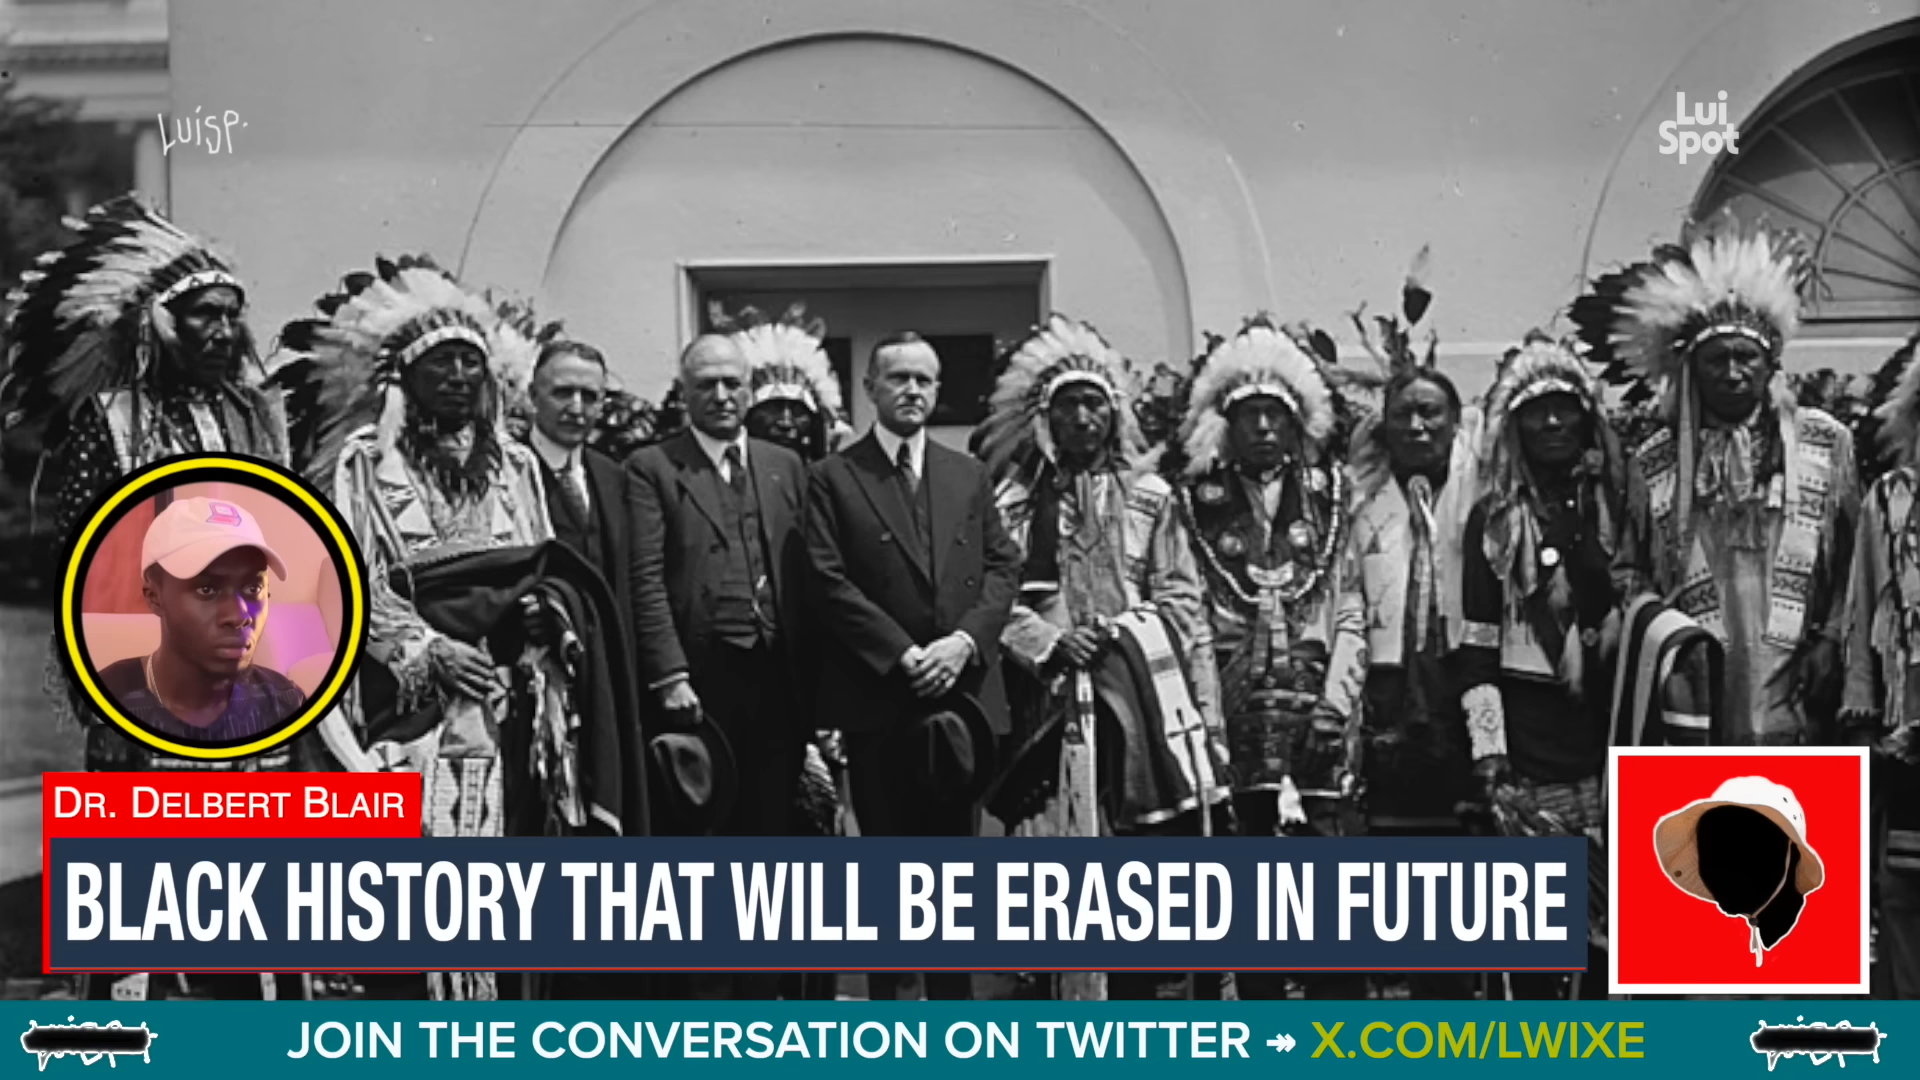 Luisp.
Lui
Spot
DR. DELBERT BLAIR
BLACK HISTORY THAT WILL BE ERASED IN FUTURE
JOIN THE CONVERSATION ON TWITTER ↠ X.COM/LWIXE